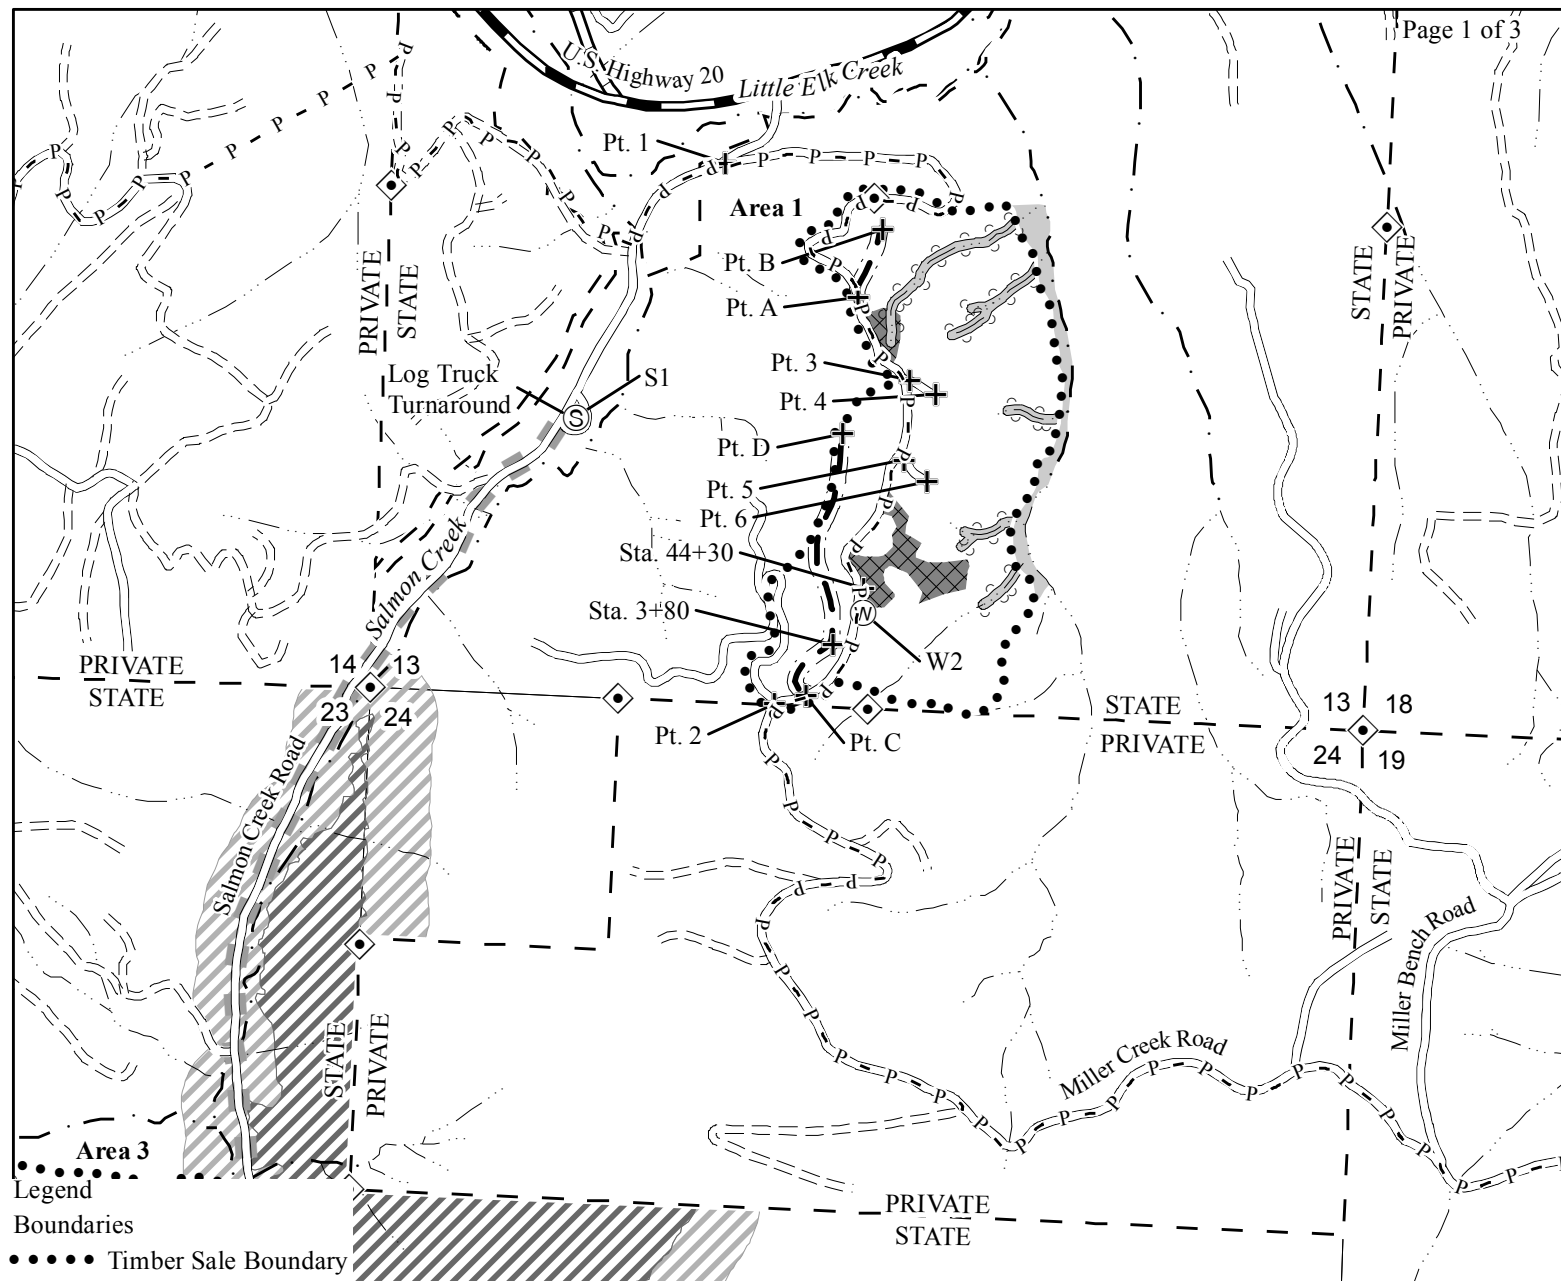 Page 1 of 3
U.S. Highway 20
Little Elk Creek
Pt. 1
Area 1
Pt. B
Pt. A
PRIVATE
STATE
STATE
PRIVATE
Log Truck
Turnaround
S1
S
Pt. 3
Pt. 4
Pt. D
Pt. 5
Pt. 6
Sta. 44+30
Sta. 3+80
W2
Salmon Creek
PRIVATE
STATE
14 13
23 24
Pt. 2
Pt. C
STATE
PRIVATE
13 18
24 19
Salmon Creek Road
PRIVATE
STATE
Miller Bench Road
STATE
PRIVATE
Miller Creek Road
Area 3
Legend
Boundaries
Timber Sale Boundary
PRIVATE
STATE